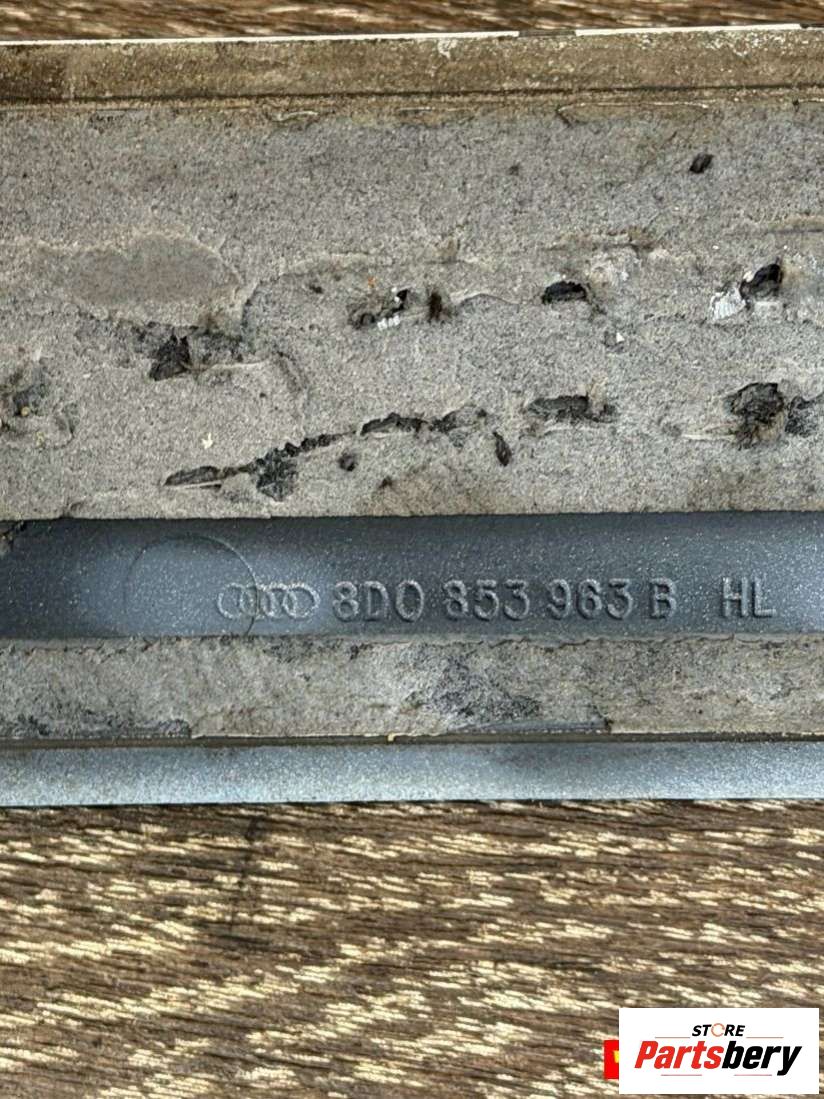 8D0 853 963 B HL
STORE
Partsbery